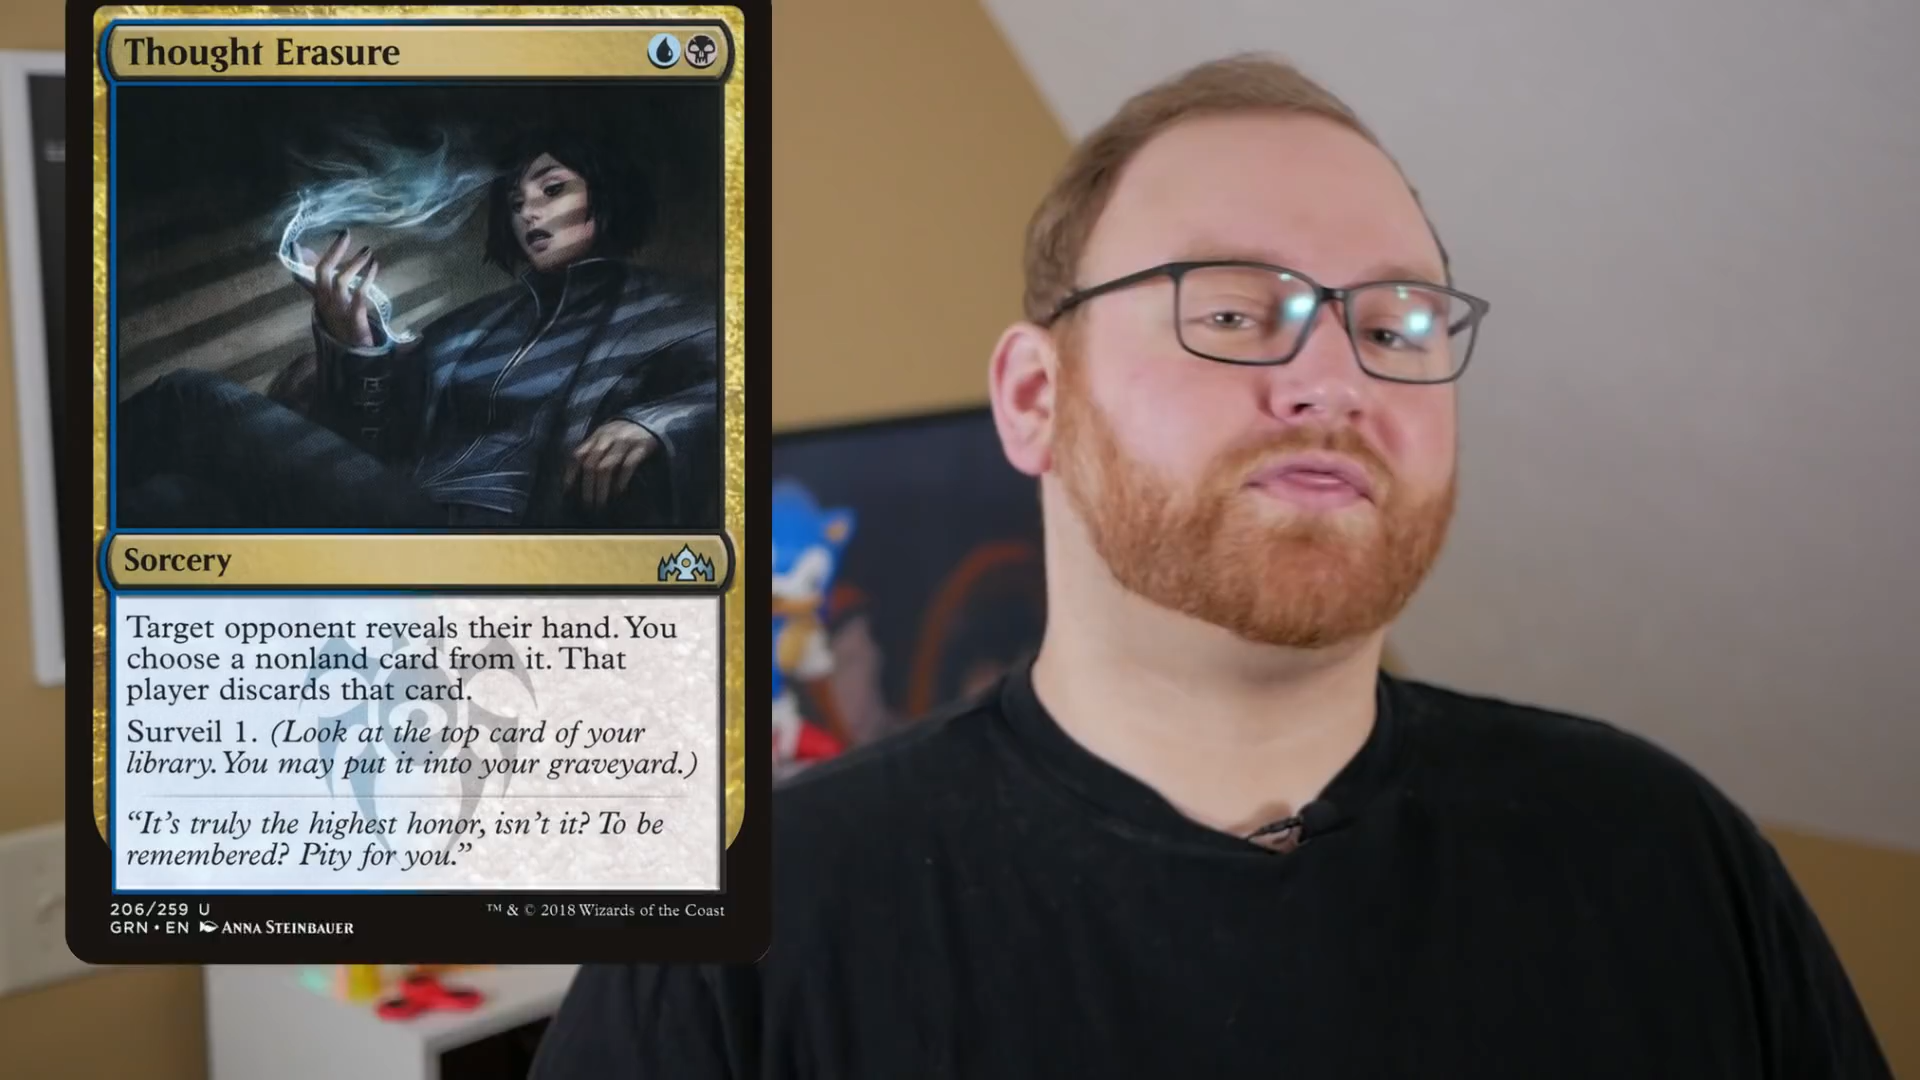 Thought Erasure
Sorcery
Target opponent reveals their hand. You
choose a nonland card from it. That
player discards that card.
Surveil 1. (Look at the top card of your
library. You may put it into your graveyard.)
“It’s truly the highest honor, isn’t it? To be
remembered? Pity for you.”
206/259 U
GRN • EN Anna Steinbauer
™ & © 2018 Wizards of the Coast